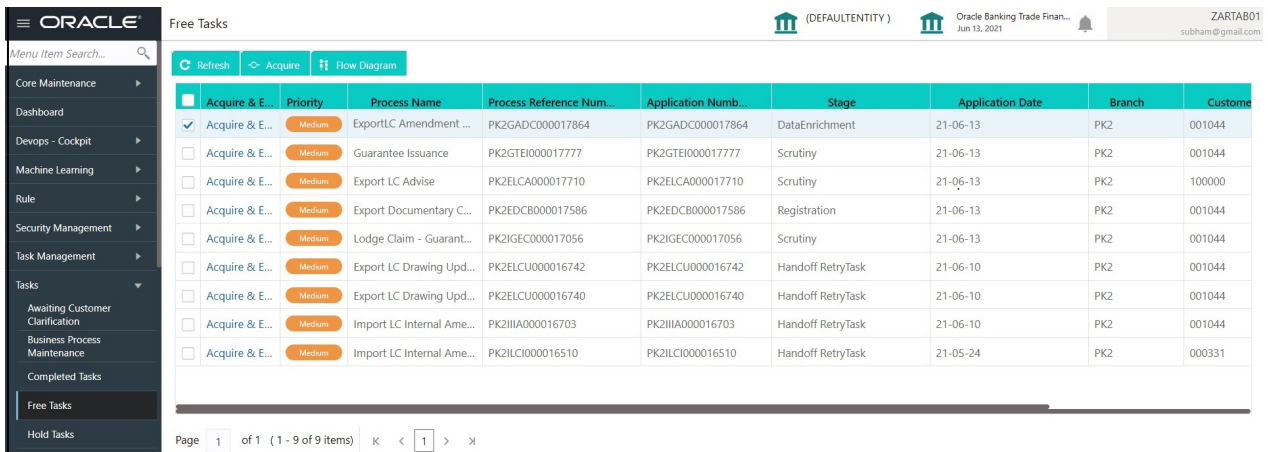 ORACLE
Free Tasks
(DEFAULTENTITY )
Oracle Banking Trade Finan...
Jun 13, 2021
ZARTAB01
subham@gmail.com
Menu Item Search...
Core Maintenance
Dashboard
Devops - Cockpit
Machine Learning
Rule
Security Management
Task Management
Tasks
Awaiting Customer
Clarification
Business Process
Maintenance
Completed Tasks
Free Tasks
Hold Tasks
Refresh Acquire Flow Diagram
Acquire & E... Priority Process Name Process Reference Num... Application Numb... Stage Application Date Branch Custome
Acquire & E... Medium ExportLC Amendment ... PK2GADC000017864 PK2GADC000017864 DataEnrichment 21-06-13 PK2 001044
Acquire & E... Medium Guarantee Issuance PK2GTEI000017777 PK2GTEI000017777 Scrutiny 21-06-13 PK2 001044
Acquire & E... Medium Export LC Advise PK2ELCA000017710 PK2ELCA000017710 Scrutiny 21-06-13 PK2 100000
Acquire & E... Medium Export Documentary C... PK2EDCB000017586 PK2EDCB000017586 Registration 21-06-13 PK2 001044
Acquire & E... Medium Lodge Claim - Guarant... PK2IGEC000017056 PK2IGEC000017056 Scrutiny 21-06-13 PK2 001044
Acquire & E... Medium Export LC Drawing Upd... PK2ELCU000016742 PK2ELCU000016742 Handoff RetryTask 21-06-10 PK2 001044
Acquire & E... Medium Export LC Drawing Upd... PK2ELCU000016740 PK2ELCU000016740 Handoff RetryTask 21-06-10 PK2 001044
Acquire & E... Medium Import LC Internal Ame... PK2IIIA000016703 PK2IIIA000016703 Handoff RetryTask 21-06-10 PK2 001044
Acquire & E... Medium Import LC Internal Ame... PK2ILCI000016510 PK2ILCI000016510 Handoff RetryTask 21-05-24 PK2 000331
Page 1 of 1 ( 1 - 9 of 9 items) K < 1 > X